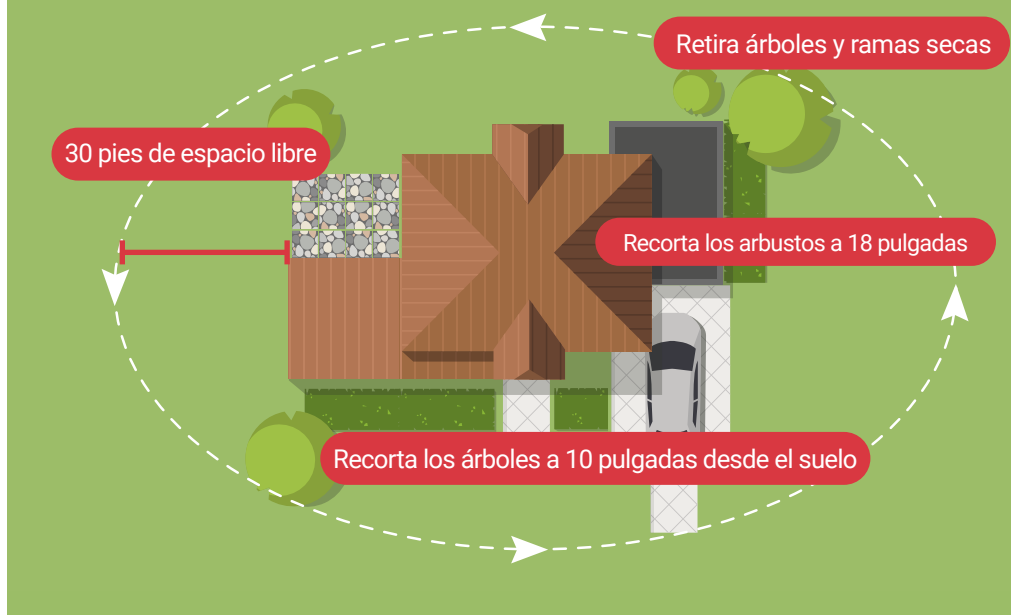 Retira árboles y ramas secas
30 pies de espacio libre
Recorta los arbustos a 18 pulgadas
Recorta los árboles a 10 pulgadas desde el suelo